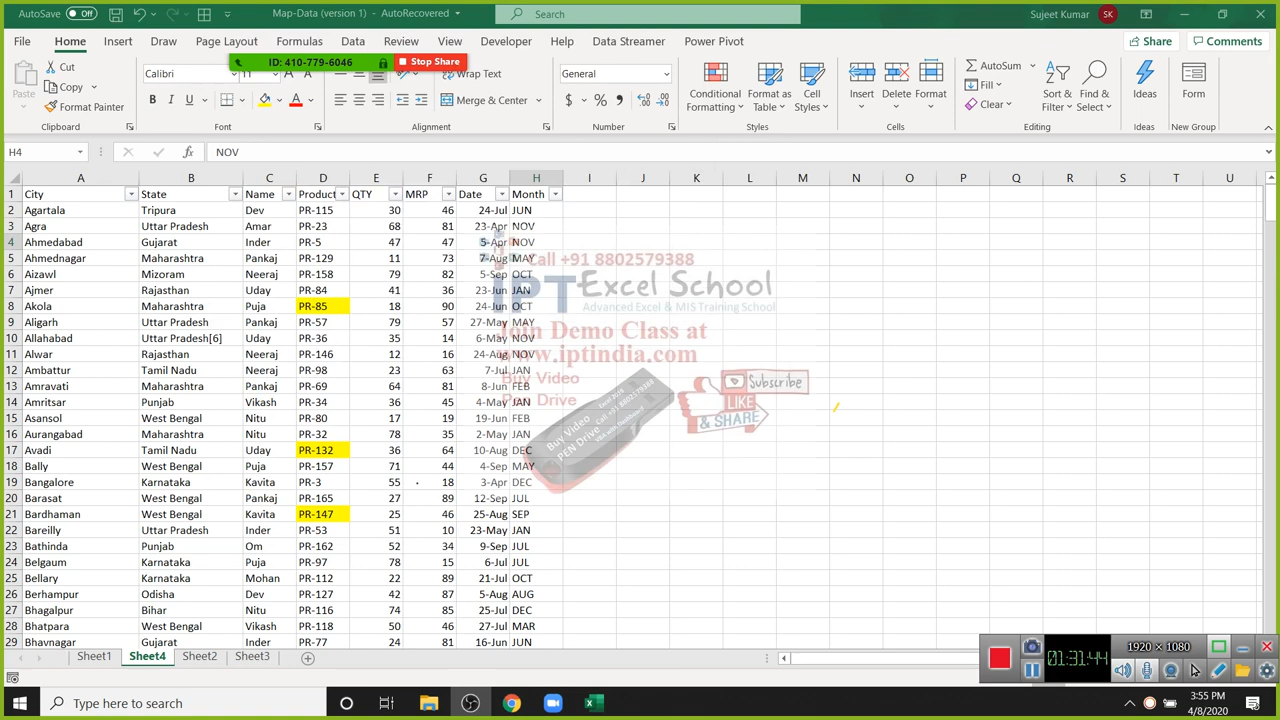 AutoSave Off Map-Data (version 1) - AutoRecovered Search Sujeet Kumar SK
File Home Insert Draw Page Layout Formulas Data Review View Developer Help Data Streamer Power Pivot Share Comments
ID: 410-779-6046 Stop Share
Cut
Copy
Format Painter
Paste
Clipboard
Calibri 11
B I U
Font
Wrap Text
Merge & Center
Alignment
General
$ % ,
Number
Conditional Formatting
Format as Table
Cell Styles
Styles
Insert Delete Format
Cells
AutoSum
Fill
Clear
Sort & Filter
Find & Select
Editing
Ideas
Ideas
Form
New Group
H4 fx NOV
A B C D E F G H I J K L M N O P Q R S T U
1 City State Name Product QTY MRP Date Month
2 Agartala Tripura Dev PR-115 30 46 24-Jul JUN
3 Agra Uttar Pradesh Amar PR-23 68 81 23-Apr NOV
4 Ahmedabad Gujarat Inder PR-5 47 47 5-Apr NOV
5 Ahmednagar Maharashtra Pankaj PR-129 11 73 7-Aug MAY
6 Aizawl Mizoram Neeraj PR-158 79 82 5-Sep OCT
7 Ajmer Rajasthan Uday PR-84 41 36 23-Jun JAN
8 Akola Maharashtra Puja PR-85 18 90 24-Jun OCT
9 Aligarh Uttar Pradesh Pankaj PR-57 79 57 27-May MAY
10 Allahabad Uttar Pradesh[6] Uday PR-36 35 14 6-May NOV
11 Alwar Rajasthan Neeraj PR-146 12 16 24-Aug NOV
12 Ambattur Tamil Nadu Neeraj PR-98 23 63 7-Jul JAN
13 Amravati Maharashtra Puja PR-69 64 81 8-Jun FEB
14 Amritsar Punjab Vikash PR-34 36 45 4-May JAN
15 Asansol West Bengal Nitu PR-80 17 19 19-Jun FEB
16 Aurangabad Maharashtra Nitu PR-32 78 35 2-May JAN
17 Avadi Tamil Nadu Uday PR-132 36 64 10-Aug DEC
18 Bally West Bengal Puja PR-157 71 44 4-Sep MAY
19 Bangalore Karnataka Kavita PR-3 55 18 3-Apr DEC
20 Barasat West Bengal Pankaj PR-165 27 89 12-Sep JUL
21 Bardhaman West Bengal Kavita PR-147 25 46 25-Aug SEP
22 Bareilly Uttar Pradesh Inder PR-53 51 10 23-May JAN
23 Bathinda Punjab Om PR-162 52 34 9-Sep JUL
24 Belgaum Karnataka Puja PR-97 78 15 6-Jul JUL
25 Bellary Karnataka Mohan PR-112 22 89 21-Jul OCT
26 Berhampur Odisha Dev PR-127 42 87 5-Aug AUG
27 Bhagalpur Bihar Nitu PR-116 74 85 25-Jul DEC
28 Bhatpara West Bengal Vikash PR-118 50 46 27-Jul MAR
29 Bhavnagar Gujarat Inder PR-77 24 81 16-Jun JUN
Call +91 8802579388
IPT Excel School
Advanced Excel & MIS Training School
Join Demo Class at
www.iptindia.com
Buy Video
Pen Drive
Subscribe
LIKE
& SHARE
Buy Video
PEN Drive
Call +91 8802579388
Sheet1 Sheet4 Sheet2 Sheet3
01:31:44 1920 × 1080
Type here to search
3:55 PM
4/8/2020